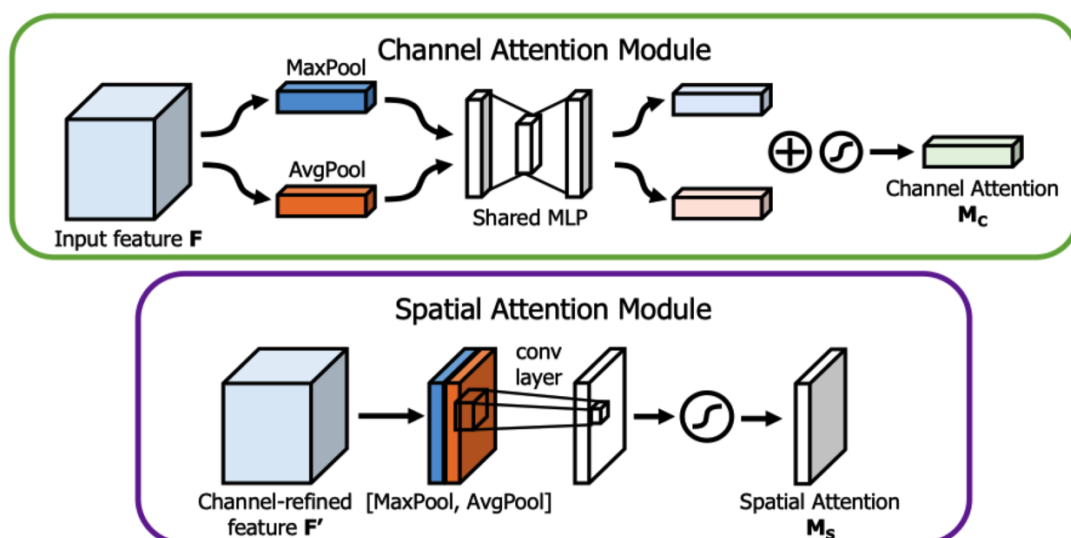 Channel Attention Module
MaxPool
AvgPool
Shared MLP
Input feature F
Channel Attention
Mc
Spatial Attention Module
conv
layer
Channel-refined
feature F'
[MaxPool, AvgPool]
Spatial Attention
Ms